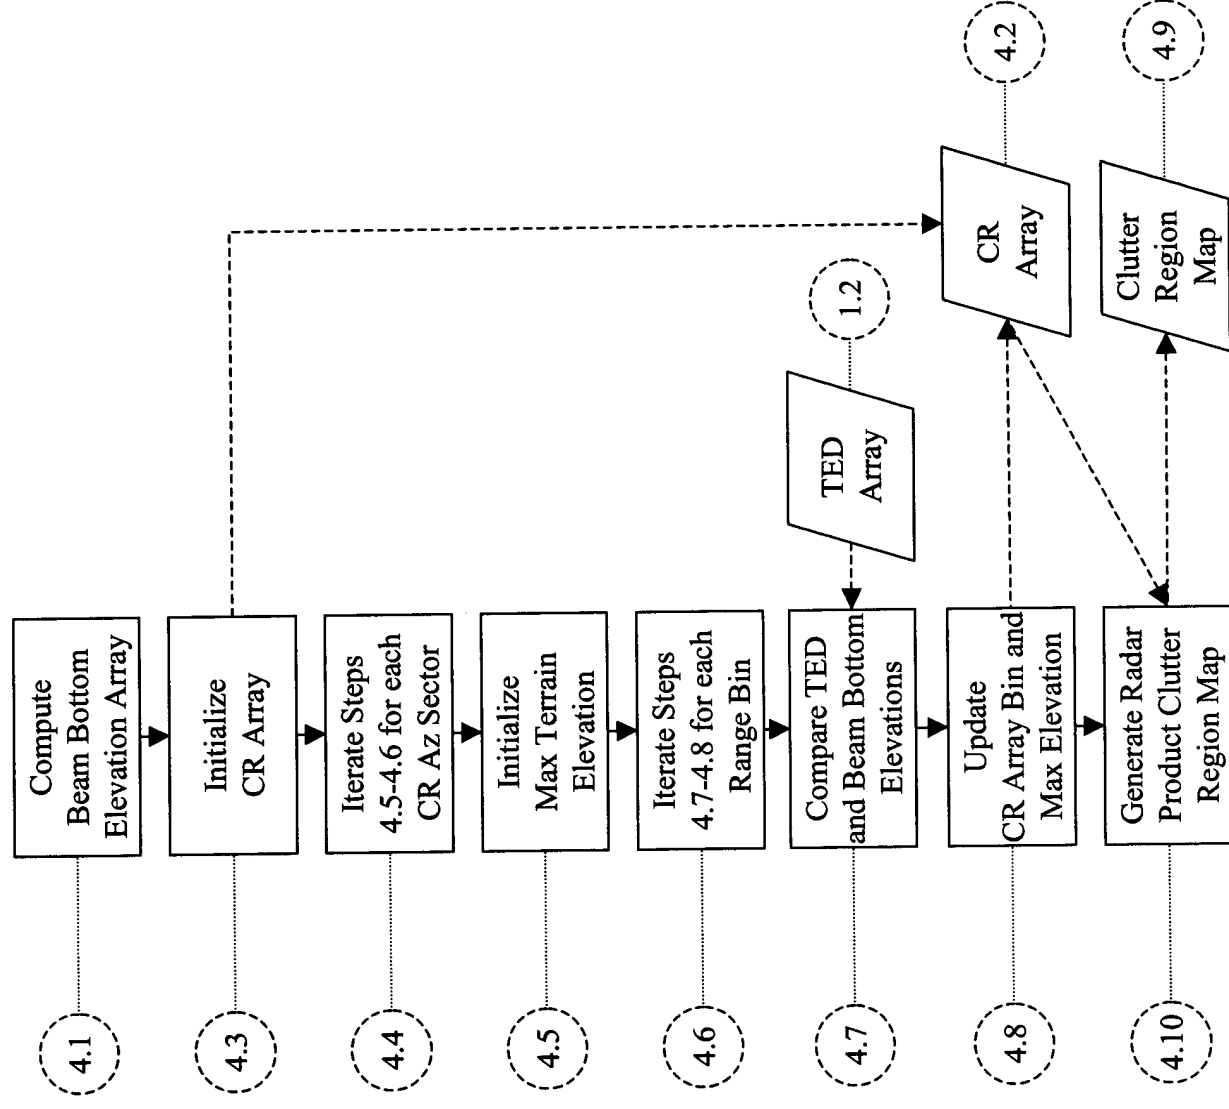 Compute
Beam Bottom
Elevation Array
4.1
Initialize
CR Array
4.3
Iterate Steps
4.5-4.6 for each
CR Az Sector
4.4
Initialize
Max Terrain
Elevation
4.5
Iterate Steps
4.7-4.8 for each
Range Bin
4.6
Compare TED
and Beam Bottom
Elevations
4.7
TED
Array
1.2
Update
CR Array Bin and
Max Elevation
4.8
CR
Array
4.2
Generate Radar
Product Clutter
Region Map
4.10
Clutter
Region
Map
4.9